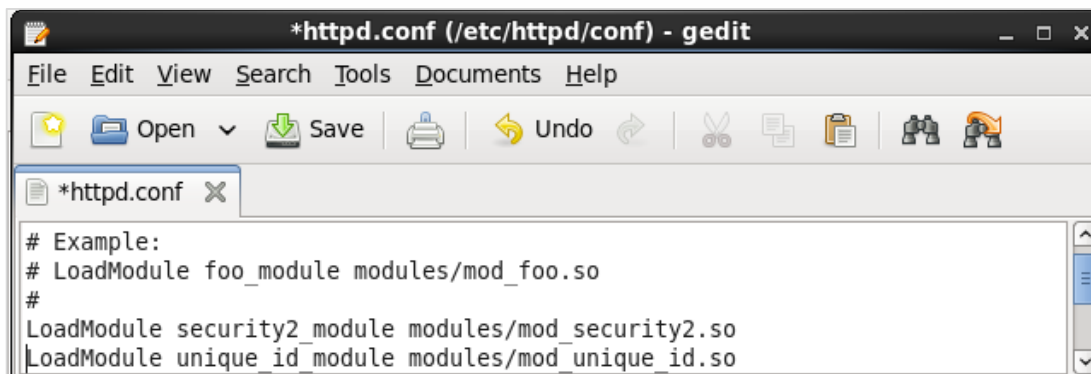 *httpd.conf (/etc/httpd/conf) - gedit
File Edit View Search Tools Documents Help
Open Save Undo
*httpd.conf
# Example:
# LoadModule foo_module modules/mod_foo.so
#
LoadModule security2_module modules/mod_security2.so
LoadModule unique_id_module modules/mod_unique_id.so